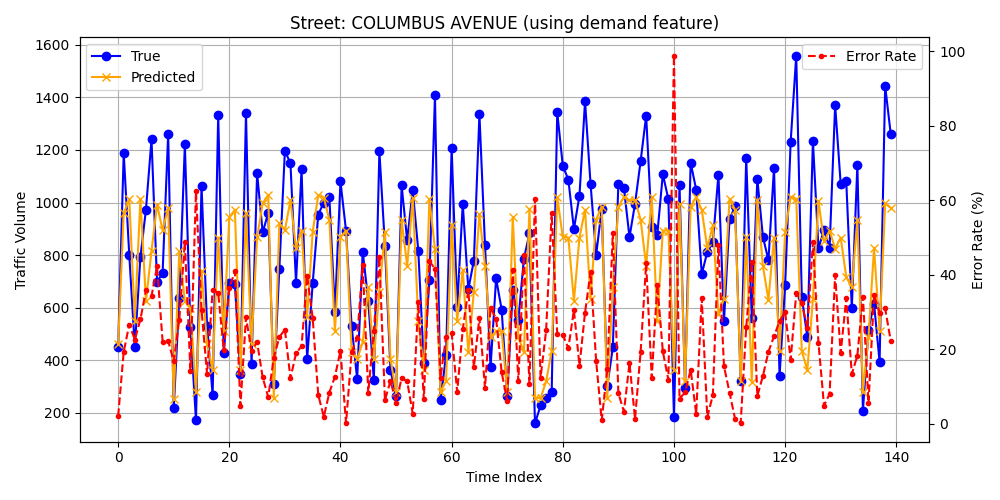 Street: COLUMBUS AVENUE (using demand feature)
True
Predicted
Error Rate
1600
1400
1200
1000
800
600
400
200
Traffic Volume
100
80
60
40
20
0
Error Rate (%)
0 20 40 60 80 100 120 140
Time Index